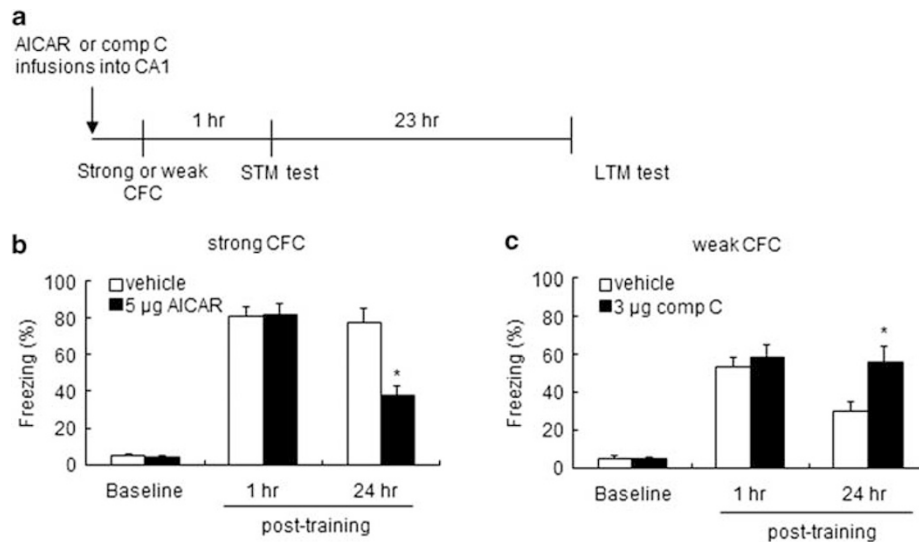 a
AICAR or comp C
infusions into CA1
1 hr
23 hr
Strong or weak
CFC
STM test
LTM test
b
strong CFC
vehicle
5 µg AICAR
Freezing (%)
100
80
60
40
20
0
*
Baseline
1 hr
24 hr
post-training
c
weak CFC
vehicle
3 µg comp C
Freezing (%)
100
80
60
40
20
0
*
Baseline
1 hr
24 hr
post-training